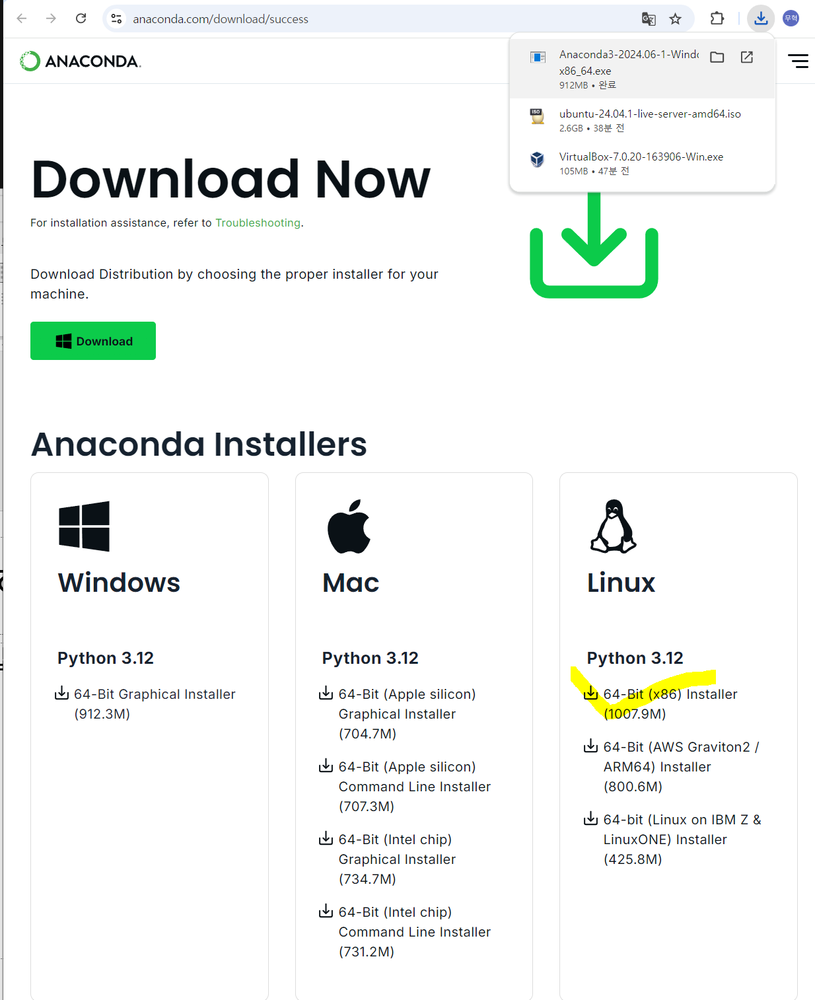 anaconda.com/download/success
무혁
ANACONDA.
Anaconda3-2024.06-1-Windo
x86_64.exe
912MB • 완료
ISO
ubuntu-24.04.1-live-server-amd64.iso
2.6GB • 38분 전
VirtualBox-7.0.20-163906-Win.exe
105MB • 47분 전
Download Now
For installation assistance, refer to Troubleshooting.
Download Distribution by choosing the proper installer for your
machine.
Download
Anaconda Installers
Windows
Python 3.12
64-Bit Graphical Installer
(912.3M)
Mac
Python 3.12
64-Bit (Apple silicon)
Graphical Installer
(704.7M)
64-Bit (Apple silicon)
Command Line Installer
(707.3M)
64-Bit (Intel chip)
Graphical Installer
(734.7M)
64-Bit (Intel chip)
Command Line Installer
(731.2M)
Linux
Python 3.12
64-Bit (x86) Installer
(1007.9M)
64-Bit (AWS Graviton2 /
ARM64) Installer
(800.6M)
64-bit (Linux on IBM Z &
LinuxONE) Installer
(425.8M)